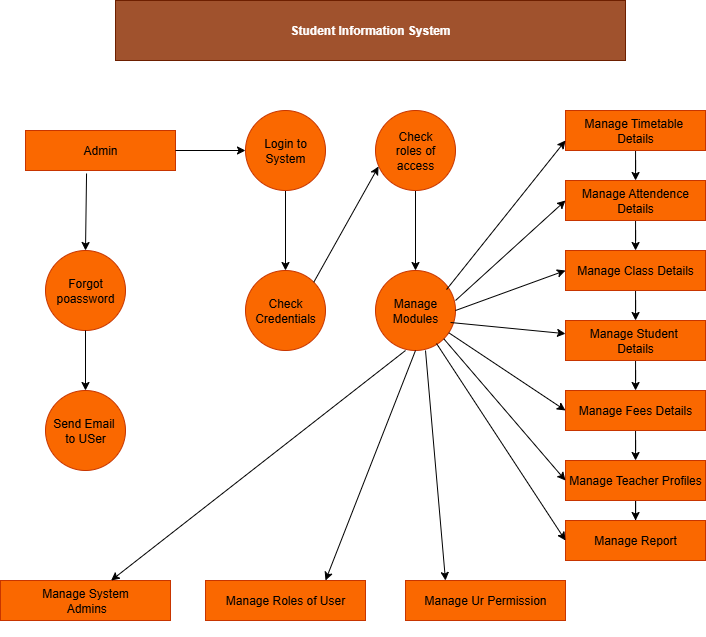 Student Information System
Admin
Login to
System
Check
roles of
access
Manage Timetable
Details
Manage Attendence
Details
Forgot
poassword
Check
Credentials
Manage
Modules
Manage Class Details
Manage Student
Details
Send Email
to USer
Manage Fees Details
Manage Teacher Profiles
Manage Report
Manage System
Admins
Manage Roles of User
Manage Ur Permission